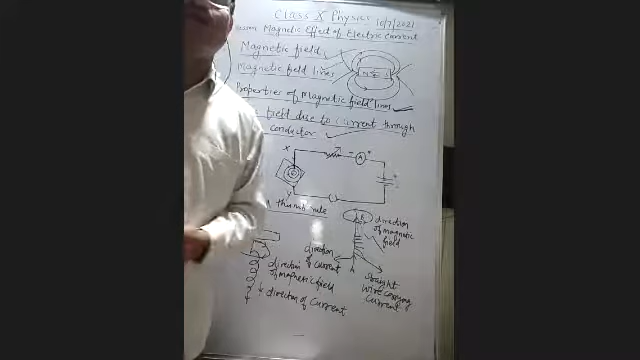 Class X Physics 10/7/2021
Magnetic Effect of Electric Current
Magnetic field,
Magnetic field lines
N S
Properties of Magnetic field lines
field due to current through
conductor
X
- A +
+
-
Y
thumb rule
B
direction
of magnetic
field
direction
of current
A
Straight
wire carrying
current
direction
of magnetic field
direction of current